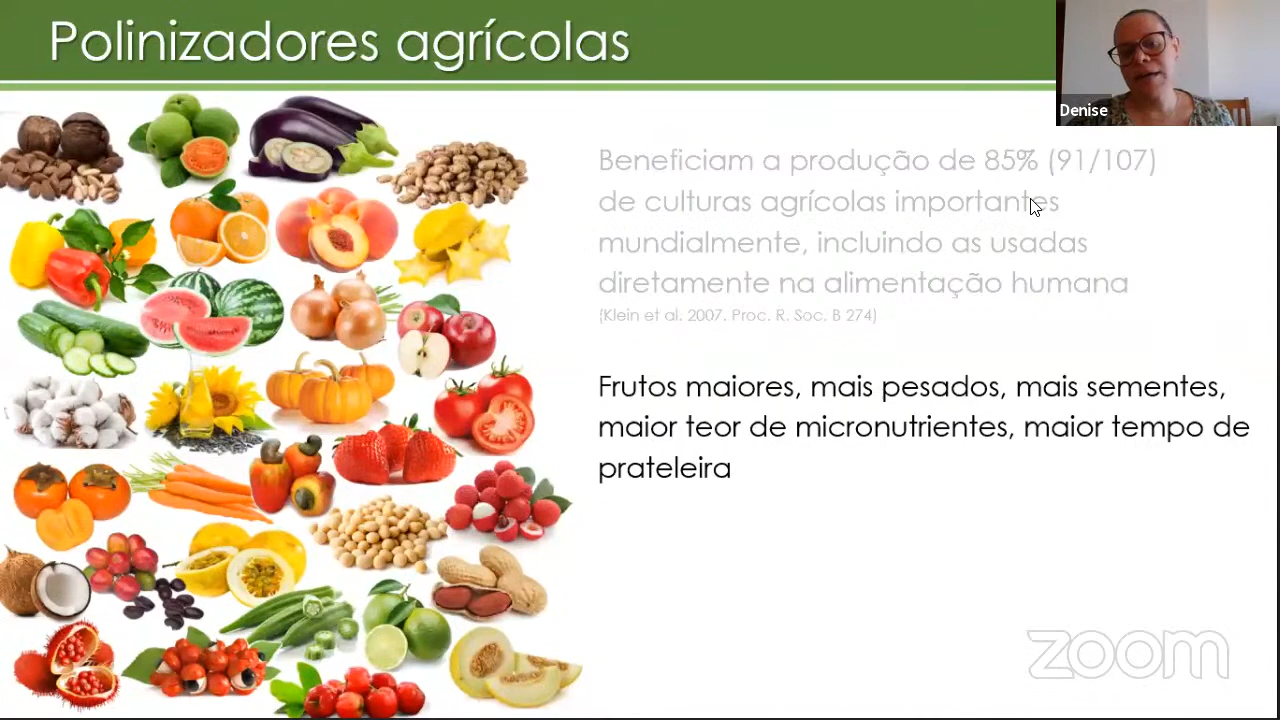 Polinizadores agrícolas
Denise
Beneficiam a produção de 85% (91/107)
de culturas agrícolas importantes
mundialmente, incluindo as usadas
diretamente na alimentação humana
(Klein et al. 2007. Proc. R. Soc. B 274)
Frutos maiores, mais pesados, mais sementes,
maior teor de micronutrientes, maior tempo de
prateleira
zoom